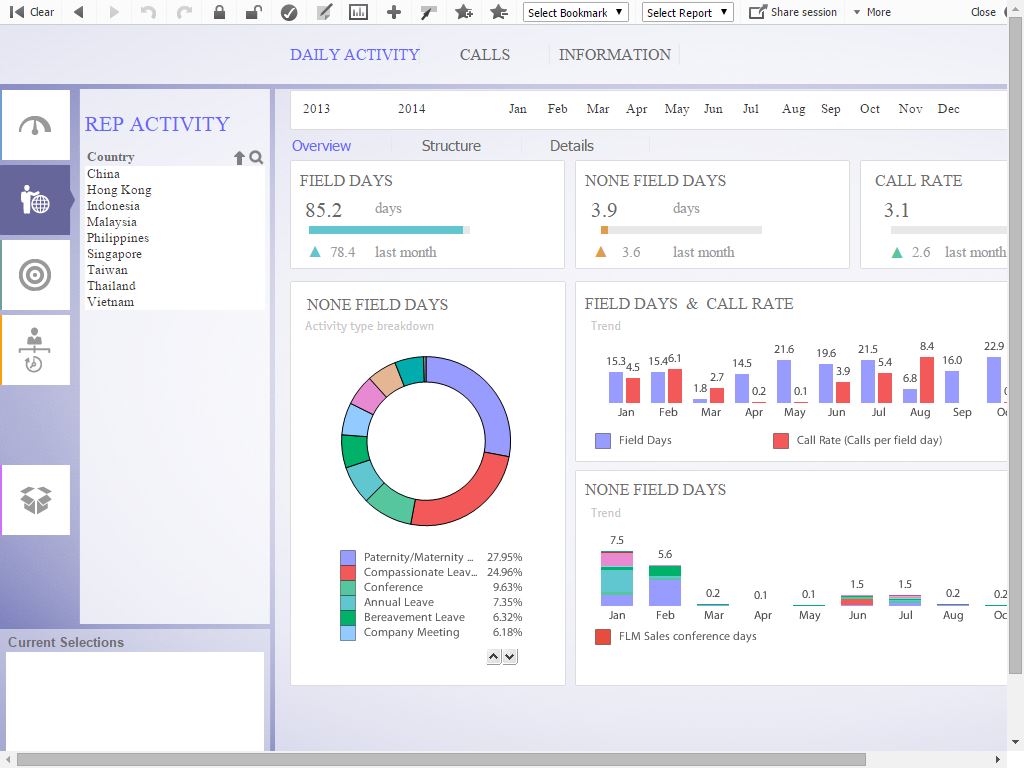 Clear Select Bookmark Select Report Share session More Close
DAILY ACTIVITY CALLS INFORMATION
REP ACTIVITY
Country
China
Hong Kong
Indonesia
Malaysia
Philippines
Singapore
Taiwan
Thailand
Vietnam
Current Selections
2013 2014 Jan Feb Mar Apr May Jun Jul Aug Sep Oct Nov Dec
Overview Structure Details
FIELD DAYS
85.2 days
78.4 last month
NONE FIELD DAYS
3.9 days
3.6 last month
CALL RATE
3.1
2.6 last month
NONE FIELD DAYS
Activity type breakdown
Paternity/Maternity ... 27.95%
Compassionate Leav... 24.96%
Conference 9.63%
Annual Leave 7.35%
Bereavement Leave 6.32%
Company Meeting 6.18%
FIELD DAYS & CALL RATE
Trend
15.3 4.5 15.4 6.1 1.8 2.7 14.5 0.2 21.6 0.1 19.6 3.9 21.5 5.4 6.8 8.4 16.0 22.9
Jan Feb Mar Apr May Jun Jul Aug Sep
Field Days Call Rate (Calls per field day)
NONE FIELD DAYS
Trend
7.5 5.6 0.2 0.1 0.1 1.5 1.5 0.2 0.2
Jan Feb Mar Apr May Jun Jul Aug
FLM Sales conference days